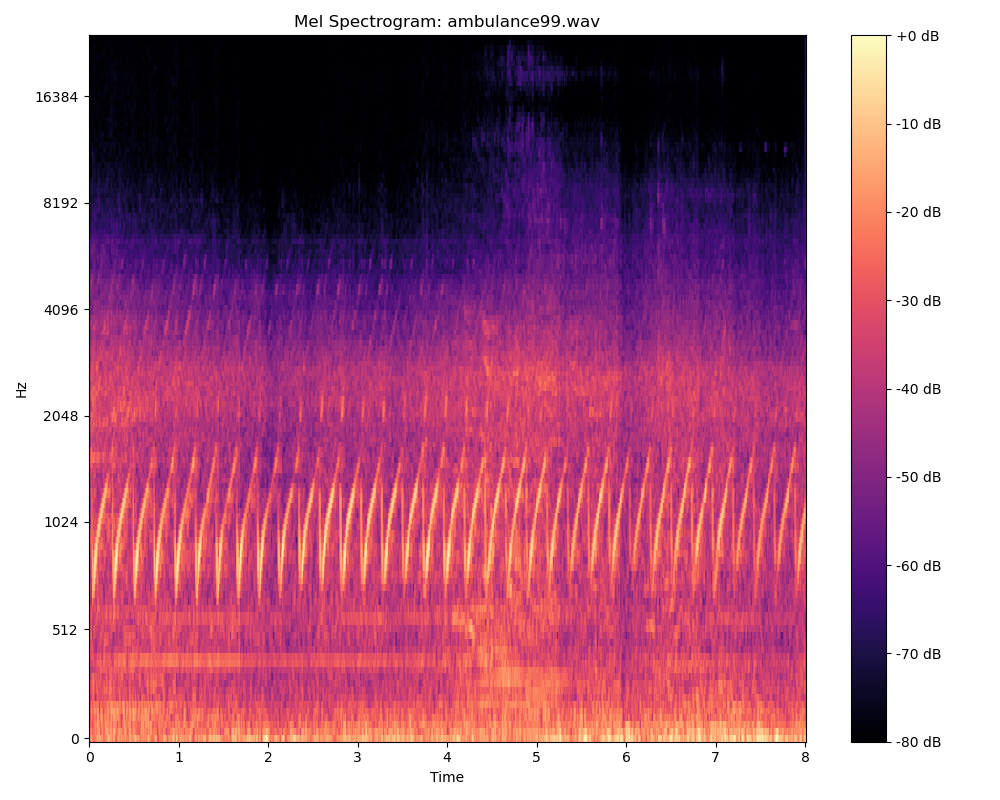 Mel Spectrogram: ambulance99.wav
+0 dB
16384
-10 dB
-20 dB
8192
-30 dB
4096
Hz
-40 dB
2048
-50 dB
1024
-60 dB
512
-70 dB
0
-80 dB
0 1 2 3 4 5 6 7 8
Time